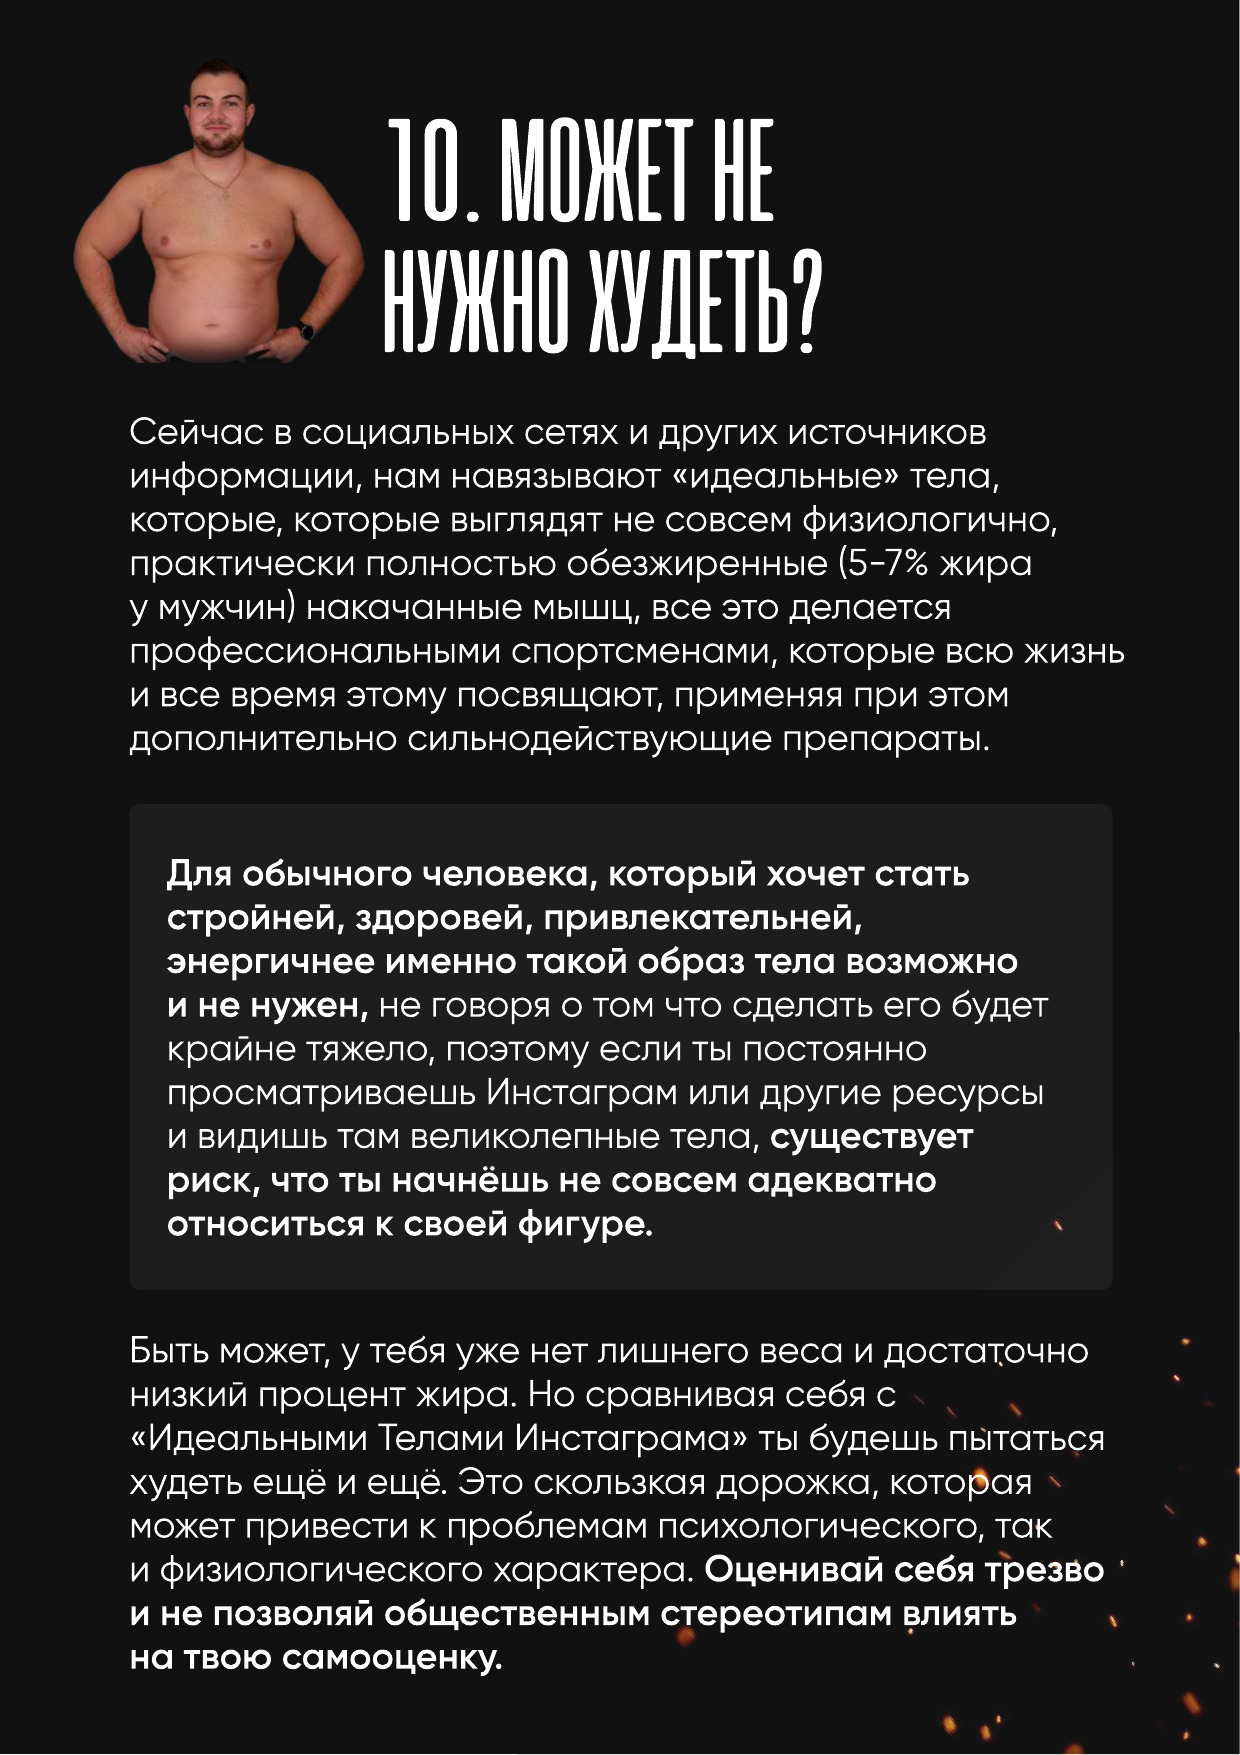 10. МОЖЕТ НЕ
НУЖНО ХУДЕТЬ?
Сейчас в социальных сетях и других источников
информации, нам навязывают «идеальные» тела,
которые, которые выглядят не совсем физиологично,
практически полностью обезжиренные (5-7% жира
у мужчин) накачанные мышц, все это делается
профессиональными спортсменами, которые всю жизнь
и все время этому посвящают, применяя при этом
дополнительно сильнодействующие препараты.
Для обычного человека, который хочет стать
стройней, здоровей, привлекательней,
энергичнее именно такой образ тела возможно
и не нужен, не говоря о том что сделать его будет
крайне тяжело, поэтому если ты постоянно
просматриваешь Инстаграм или другие ресурсы
и видишь там великолепные тела, существует
риск, что ты начнёшь не совсем адекватно
относиться к своей фигуре.
Быть может, у тебя уже нет лишнего веса и достаточно
низкий процент жира. Но сравнивая себя с
«Идеальными Телами Инстаграма» ты будешь пытаться
худеть ещё и ещё. Это скользкая дорожка, которая
может привести к проблемам психологического, так
и физиологического характера. Оценивай себя трезво
и не позволяй общественным стереотипам влиять
на твою самооценку.